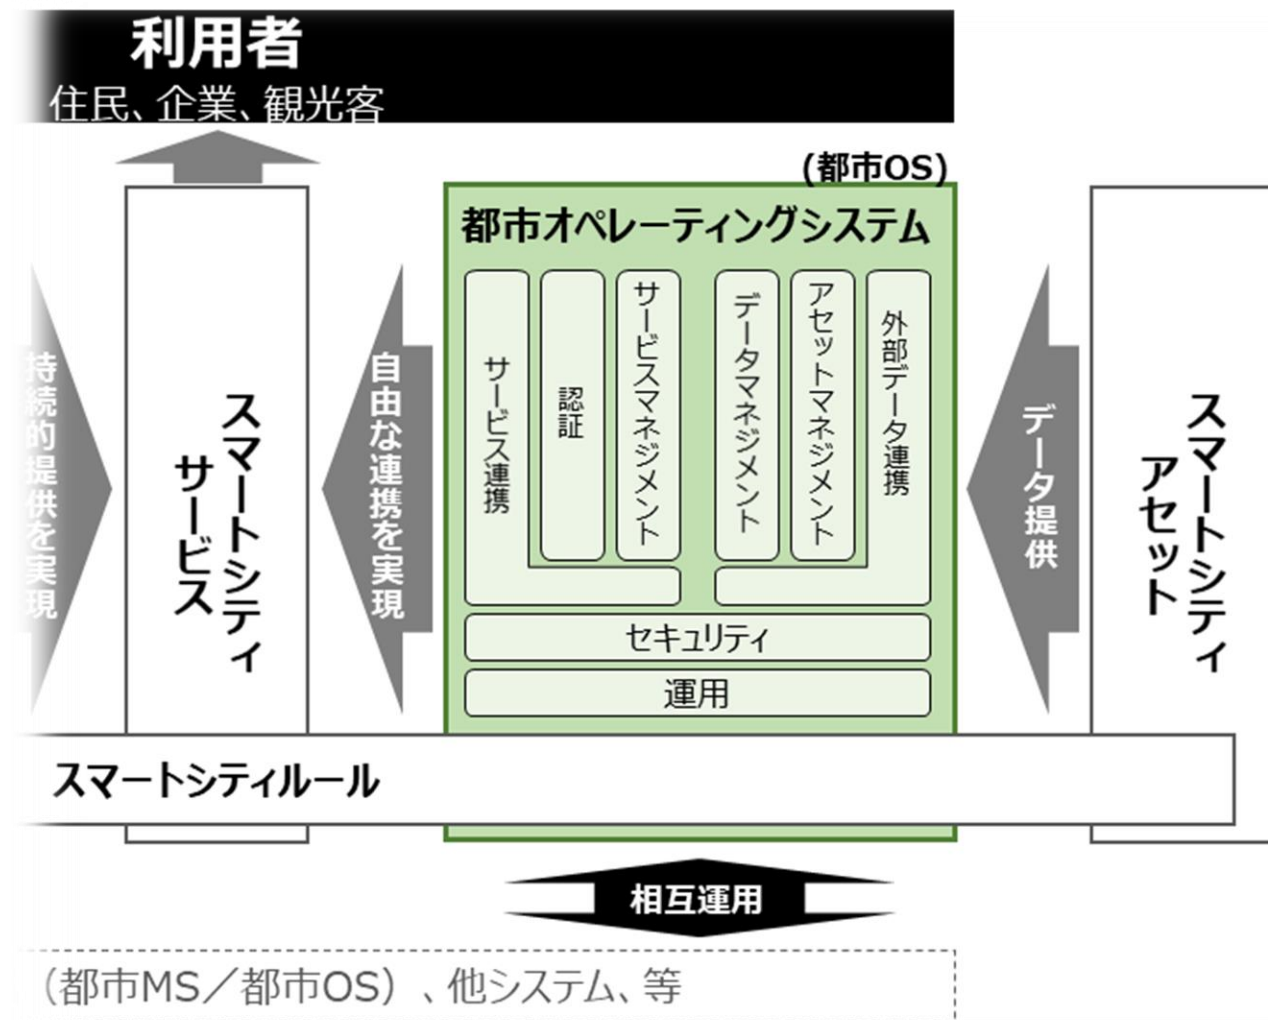 利用者
住民、企業、観光客
(都市OS)
都市オペレーティングシステム
持続的提供を実現
スマートシティ
サービス
自由な連携を実現
サービス連携
認証
サービスマネジメント
データマネジメント
アセットマネジメント
外部データ連携
セキュリティ
運用
データ提供
スマートシティ
アセット
スマートシティルール
相互運用
(都市MS／都市OS)、他システム、等